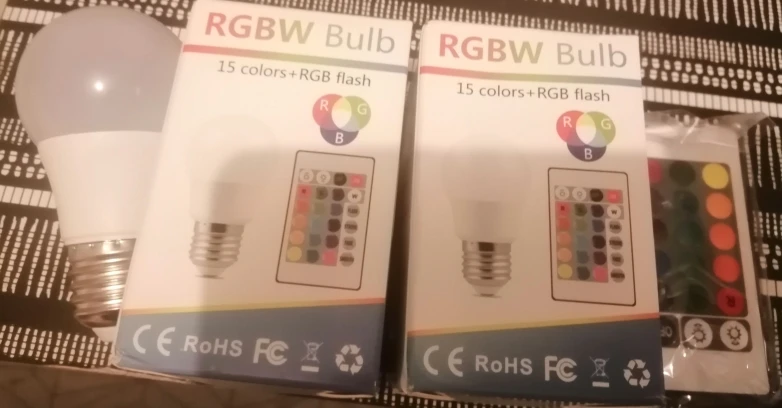 RGBW Bulb
15 colors+RGB flash
R G
B
CE RoHS FC
RGBW Bulb
15 colors+RGB flash
R G
B
CE RoHS FC